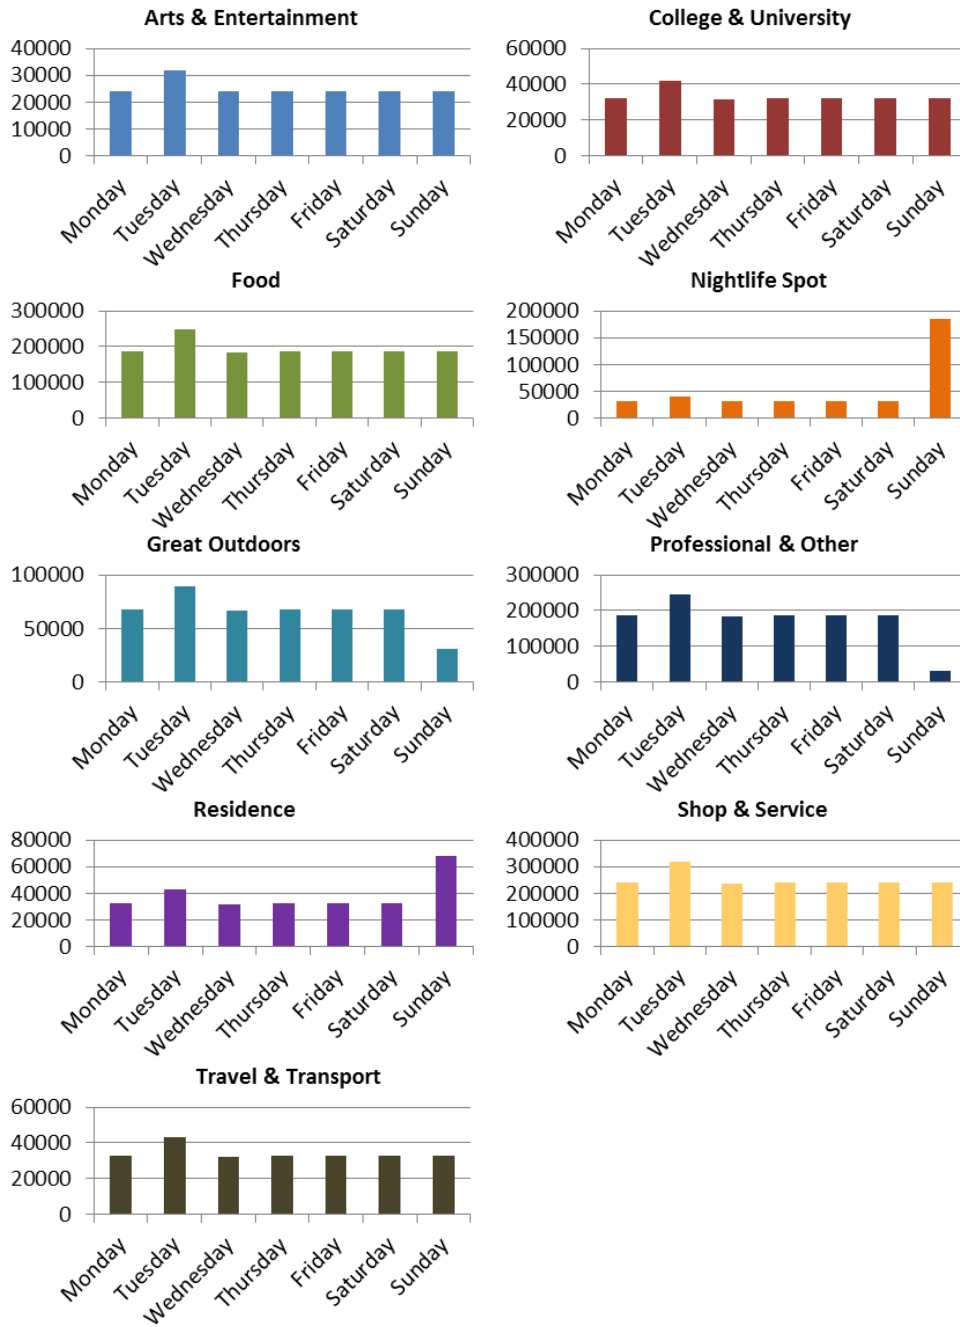 Arts & Entertainment
40000
30000
20000
10000
0
Monday
Tuesday
Wednesday
Thursday
Friday
Saturday
Sunday
College & University
60000
40000
20000
0
Monday
Tuesday
Wednesday
Thursday
Friday
Saturday
Sunday
Food
300000
200000
100000
0
Monday
Tuesday
Wednesday
Thursday
Friday
Saturday
Sunday
Nightlife Spot
200000
150000
100000
50000
0
Monday
Tuesday
Wednesday
Thursday
Friday
Saturday
Sunday
Great Outdoors
100000
50000
0
Monday
Tuesday
Wednesday
Thursday
Friday
Saturday
Sunday
Professional & Other
300000
200000
100000
0
Monday
Tuesday
Wednesday
Thursday
Friday
Saturday
Sunday
Residence
80000
60000
40000
20000
0
Monday
Tuesday
Wednesday
Thursday
Friday
Saturday
Sunday
Shop & Service
400000
300000
200000
100000
0
Monday
Tuesday
Wednesday
Thursday
Friday
Saturday
Sunday
Travel & Transport
60000
40000
20000
0
Monday
Tuesday
Wednesday
Thursday
Friday
Saturday
Sunday